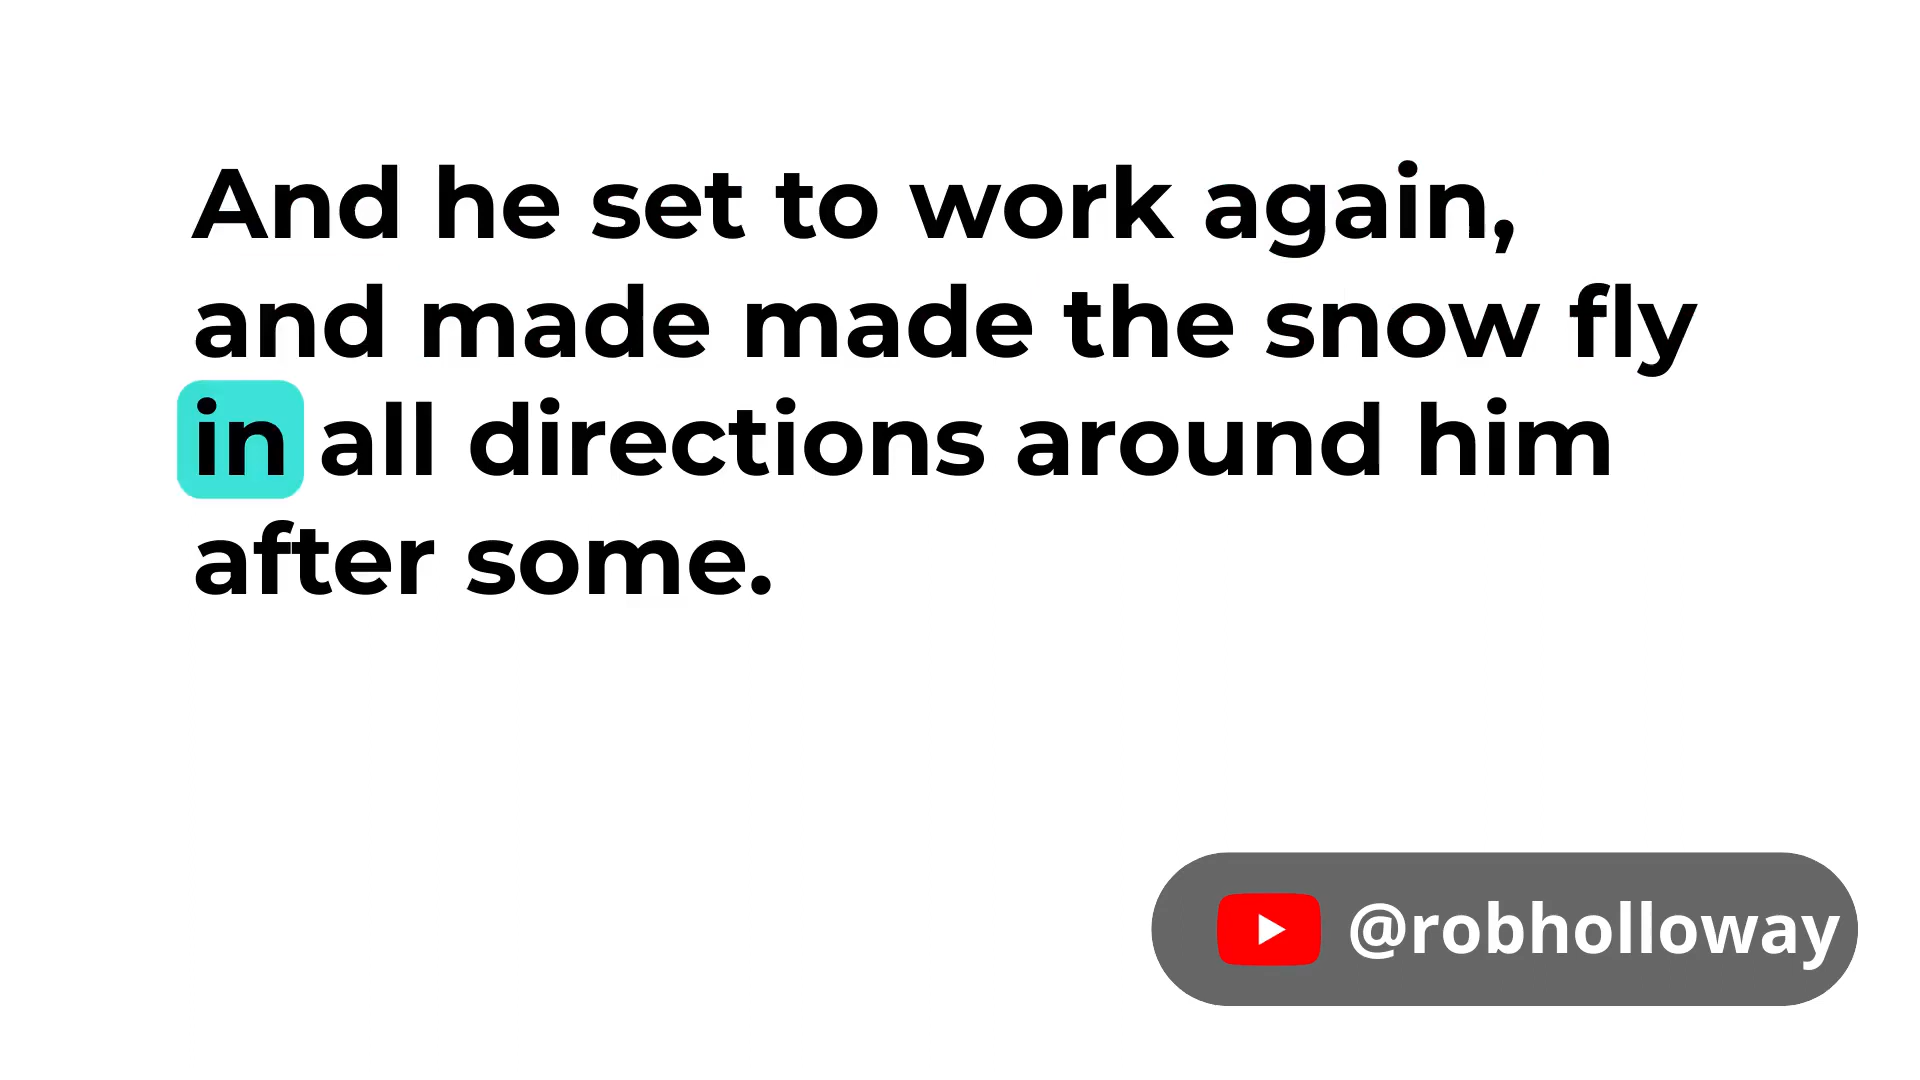 And he set to work again,
and made made the snow fly
in all directions around him
after some.
@robholloway